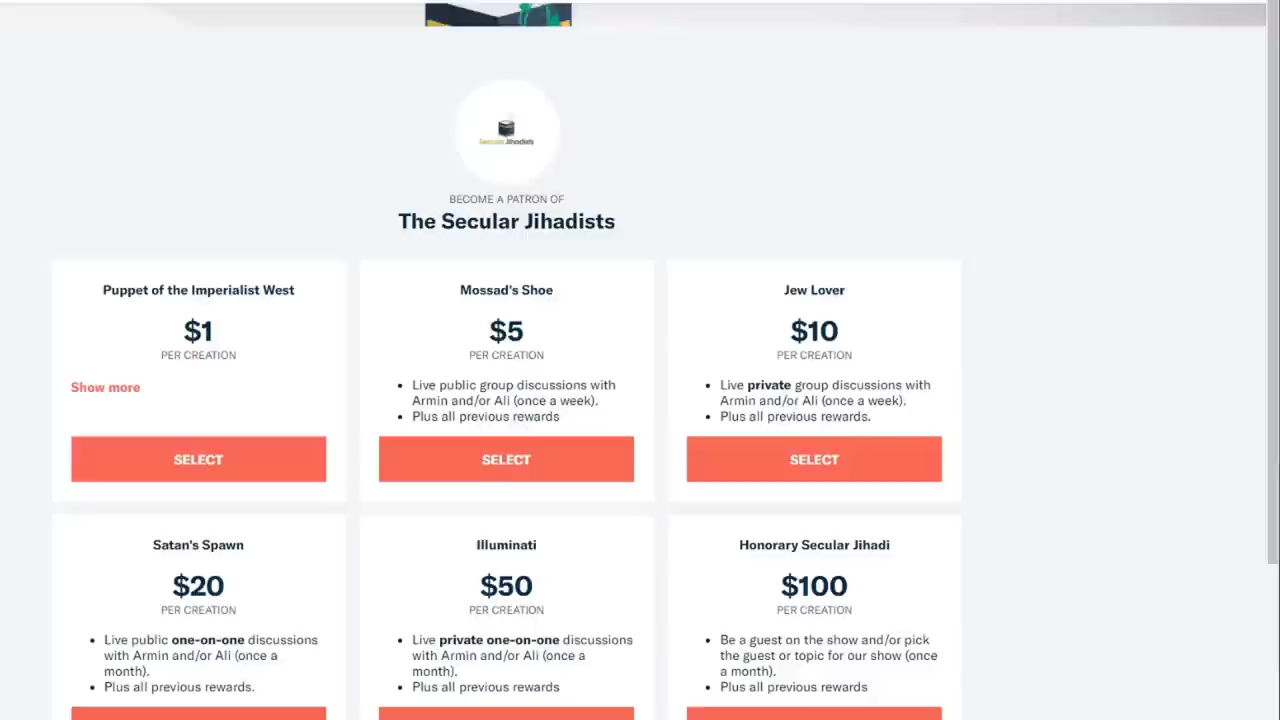 Secular Jihadists
BECOME A PATRON OF
The Secular Jihadists
Puppet of the Imperialist West
$1
PER CREATION
Show more
SELECT
Mossad's Shoe
$5
PER CREATION
• Live public group discussions with
Armin and/or Ali (once a week).
• Plus all previous rewards
SELECT
Jew Lover
$10
PER CREATION
• Live private group discussions with
Armin and/or Ali (once a week).
• Plus all previous rewards.
SELECT
Satan's Spawn
$20
PER CREATION
• Live public one-on-one discussions
with Armin and/or Ali (once a
month).
• Plus all previous rewards.
Illuminati
$50
PER CREATION
• Live private one-on-one discussions
with Armin and/or Ali (once a
month).
• Plus all previous rewards
Honorary Secular Jihadi
$100
PER CREATION
• Be a guest on the show and/or pick
the guest or topic for our show (once
a month).
• Plus all previous rewards